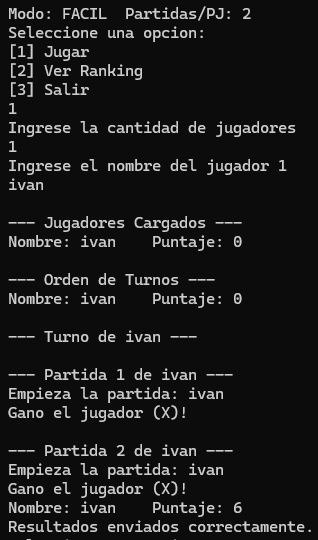 Modo: FACIL  Partidas/PJ: 2
Seleccione una opcion:
[1] Jugar
[2] Ver Ranking
[3] Salir
1
Ingrese la cantidad de jugadores
1
Ingrese el nombre del jugador 1
ivan
--- Jugadores Cargados ---
Nombre: ivan    Puntaje: 0
--- Orden de Turnos ---
Nombre: ivan    Puntaje: 0
--- Turno de ivan ---
--- Partida 1 de ivan ---
Empieza la partida: ivan
Gano el jugador (X)!
--- Partida 2 de ivan ---
Empieza la partida: ivan
Gano el jugador (X)!
Nombre: ivan    Puntaje: 6
Resultados enviados correctamente.